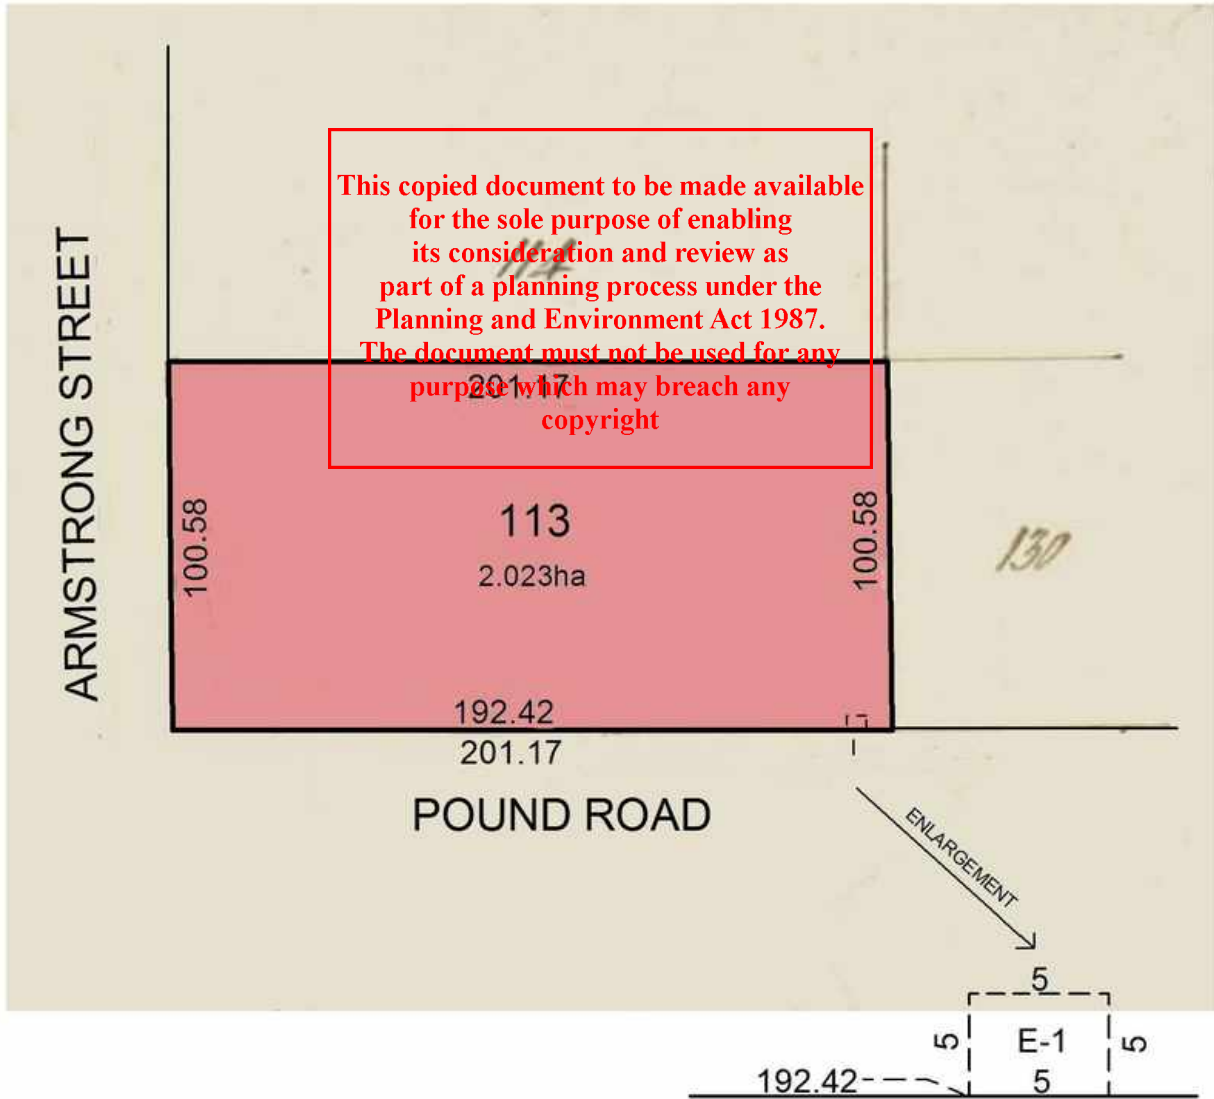 This copied document to be made available
for the sole purpose of enabling
its consideration and review as
part of a planning process under the
Planning and Environment Act 1987.
The document must not be used for any
purpose which may breach any
copyright
114
201.17
ARMSTRONG STREET
100.58
113
2.023ha
100.58
130
192.42
201.17
POUND ROAD
ENLARGEMENT
5
5
E-1
5
192.42
5